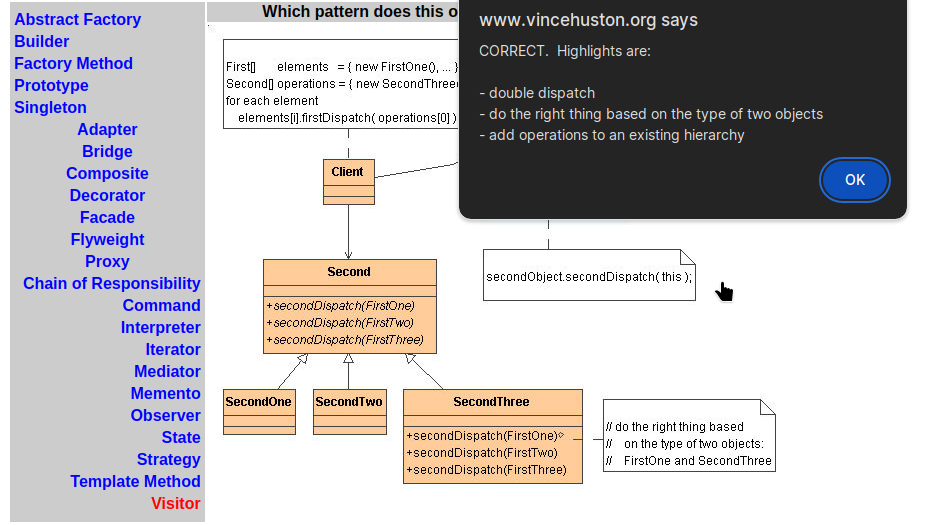 Abstract Factory
Builder
Factory Method
Prototype
Singleton
Adapter
Bridge
Composite
Decorator
Facade
Flyweight
Proxy
Chain of Responsibility
Command
Interpreter
Iterator
Mediator
Memento
Observer
State
Strategy
Template Method
Visitor
Which pattern does this o
First[] elements = { new FirstOne(), ... }
Second[] operations = { new SecondThree
for each element
elements[i].firstDispatch( operations[0] )
Client
Second
+secondDispatch(FirstOne)
+secondDispatch(FirstTwo)
+secondDispatch(FirstThree)
SecondOne
SecondTwo
SecondThree
+secondDispatch(FirstOne)
+secondDispatch(FirstTwo)
+secondDispatch(FirstThree)
secondObject.secondDispatch( this );
// do the right thing based
// on the type of two objects:
// FirstOne and SecondThree
www.vincehuston.org says
CORRECT. Highlights are:
- double dispatch
- do the right thing based on the type of two objects
- add operations to an existing hierarchy
OK